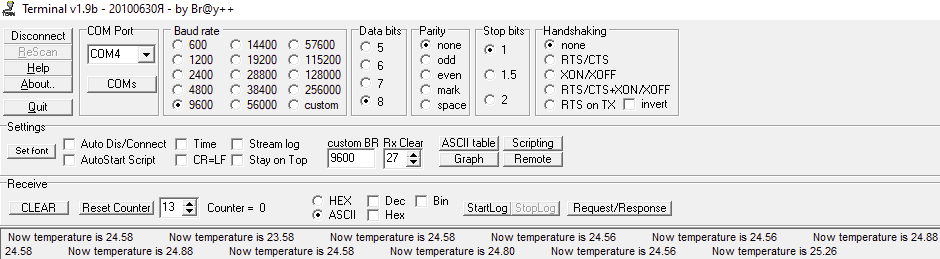 Terminal v1.9b - 20100630Я - by Br@y++
Disconnect
ReScan
Help
About..
Quit
COM Port
COM4
COMs
Baud rate
600 14400 57600
1200 19200 115200
2400 28800 128000
4800 38400 256000
9600 56000 custom
Data bits
5
6
7
8
Parity
none
odd
even
mark
space
Stop bits
1
1.5
2
Handshaking
none
RTS/CTS
XON/XOFF
RTS/CTS+XON/XOFF
RTS on TX invert
Settings
Set font
Auto Dis/Connect Time Stream log
AutoStart Script CR=LF Stay on Top
custom BR Rx Clear
9600 27
ASCII table Scripting
Graph Remote
Receive
CLEAR Reset Counter 13 Counter = 0
HEX Dec Bin
ASCII Hex
StartLog StopLog Request/Response
Now temperature is 24.58 Now temperature is 23.58 Now temperature is 24.58 Now temperature is 24.56 Now temperature is 24.56 Now temperature is 24.88
24.58 Now temperature is 24.88 Now temperature is 24.58 Now temperature is 24.80 Now temperature is 24.56 Now temperature is 25.26